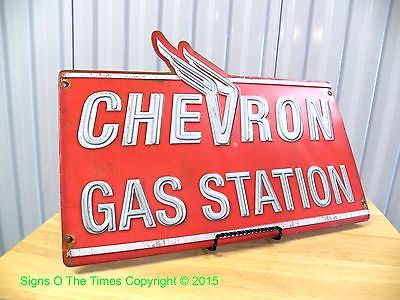 CHEVRON
GAS STATION
Signs O The Times Copyright © 2015